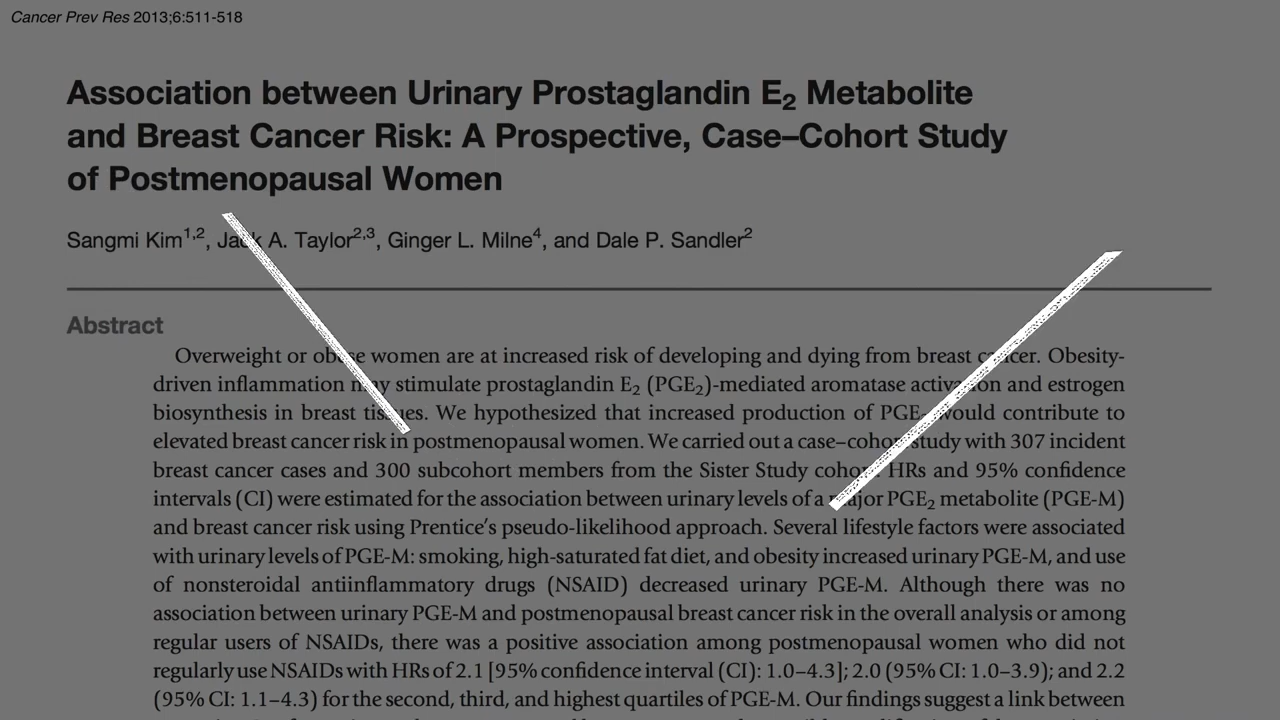 Cancer Prev Res 2013;6:511-518
Association between Urinary Prostaglandin E2 Metabolite
and Breast Cancer Risk: A Prospective, Case–Cohort Study
of Postmenopausal Women
Sangmi Kim1,2, Jack A. Taylor2,3, Ginger L. Milne4, and Dale P. Sandler2
Abstract
Overweight or obese women are at increased risk of developing and dying from breast cancer. Obesity-
driven inflammation may stimulate prostaglandin E2 (PGE2)-mediated aromatase activation and estrogen
biosynthesis in breast tissues. We hypothesized that increased production of PGE would contribute to
elevated breast cancer risk in postmenopausal women. We carried out a case–cohort study with 307 incident
breast cancer cases and 300 subcohort members from the Sister Study cohort. HRs and 95% confidence
intervals (CI) were estimated for the association between urinary levels of a major PGE2 metabolite (PGE-M)
and breast cancer risk using Prentice's pseudo-likelihood approach. Several lifestyle factors were associated
with urinary levels of PGE-M: smoking, high-saturated fat diet, and obesity increased urinary PGE-M, and use
of nonsteroidal antiinflammatory drugs (NSAID) decreased urinary PGE-M. Although there was no
association between urinary PGE-M and postmenopausal breast cancer risk in the overall analysis or among
regular users of NSAIDs, there was a positive association among postmenopausal women who did not
regularly use NSAIDs with HRs of 2.1 [95% confidence interval (CI): 1.0–4.3]; 2.0 (95% CI: 1.0–3.9); and 2.2
(95% CI: 1.1–4.3) for the second, third, and highest quartiles of PGE-M. Our findings suggest a link between